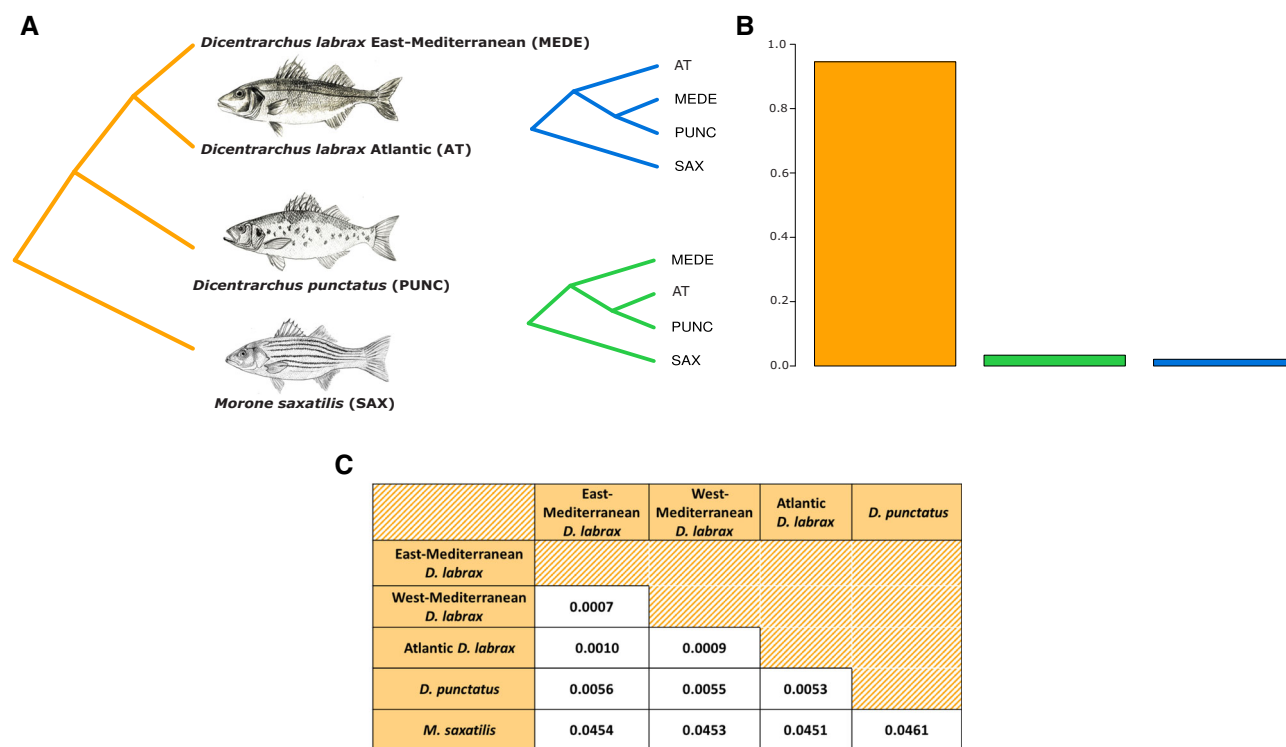 A
Dicentrarchus labrax East-Mediterranean (MEDE)
Dicentrarchus labrax Atlantic (AT)
Dicentrarchus punctatus (PUNC)
Morone saxatilis (SAX)
AT
MEDE
PUNC
SAX
MEDE
AT
PUNC
SAX
B
1.0
0.8
0.6
0.4
0.2
0.0
C
East-
Mediterranean
D. labrax
West-
Mediterranean
D. labrax
Atlantic
D. labrax
D. punctatus
East-Mediterranean
D. labrax
West-Mediterranean
D. labrax
0.0007
Atlantic D. labrax
0.0010
0.0009
D. punctatus
0.0056
0.0055
0.0053
M. saxatilis
0.0454
0.0453
0.0451
0.0461